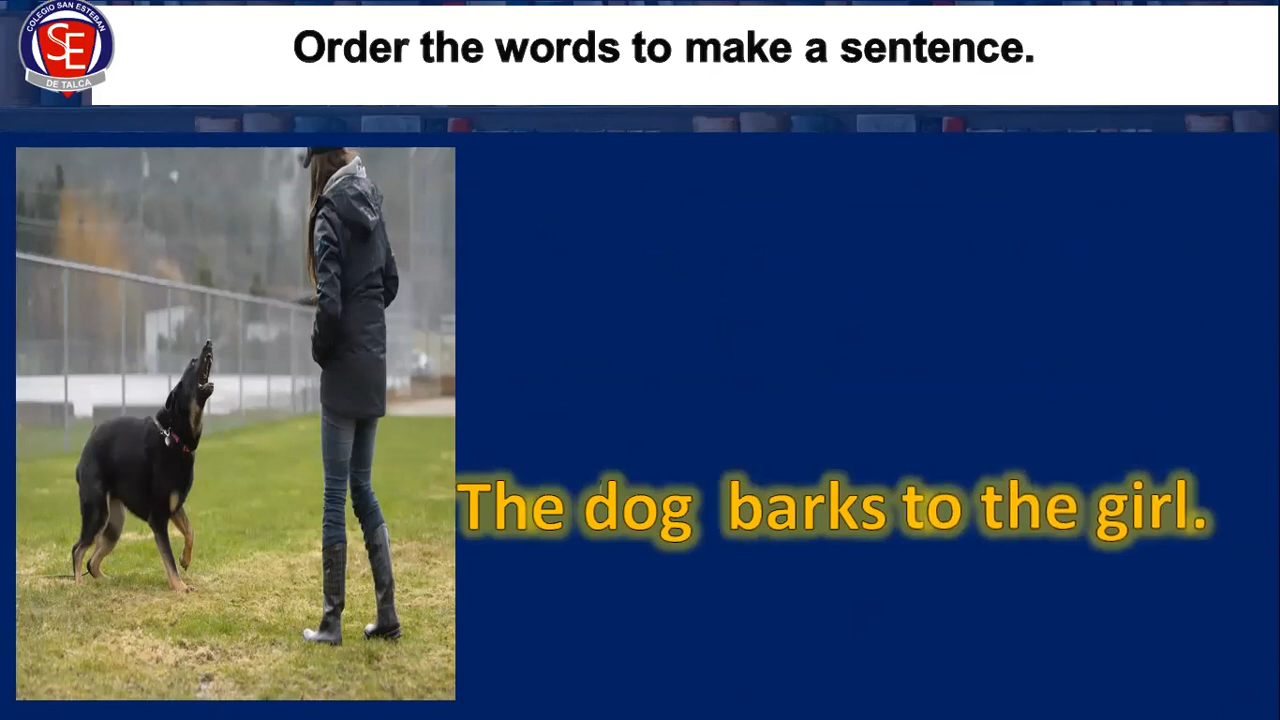 COLEGIO SAN ESTEBAN
SE
DE TALCA
Order the words to make a sentence.
The dog barks to the girl.